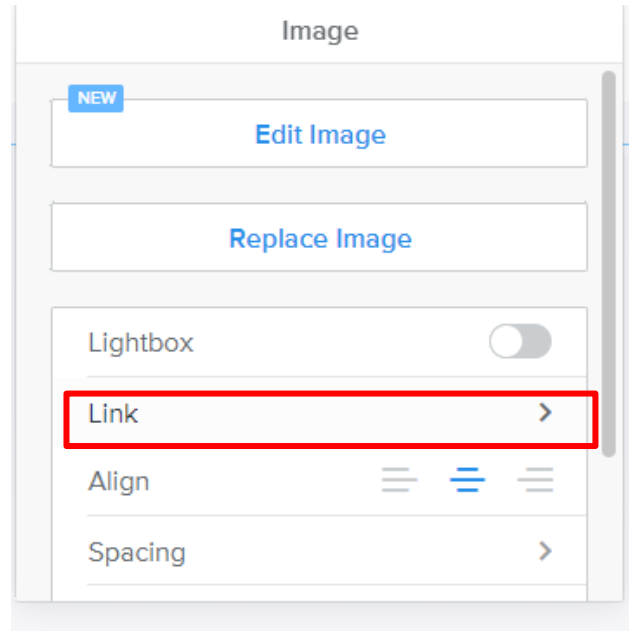 Image
NEW
Edit Image
Replace Image
Lightbox
Link
Align
Spacing